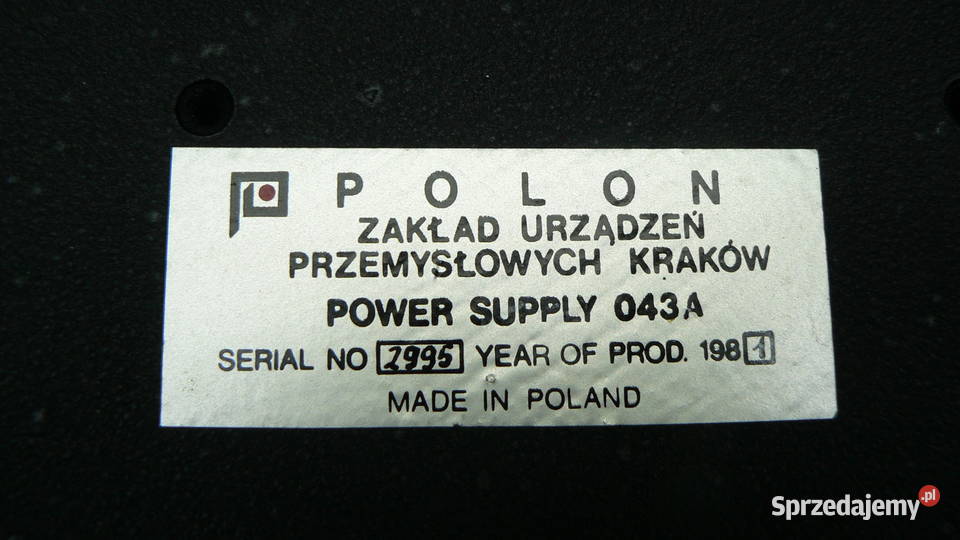 POLON
ZAKŁAD URZĄDZEŃ
PRZEMYSŁOWYCH KRAKÓW
POWER SUPPLY 043A
SERIAL NO 2995 YEAR OF PROD. 1981
MADE IN POLAND
Sprzedajemy.pl